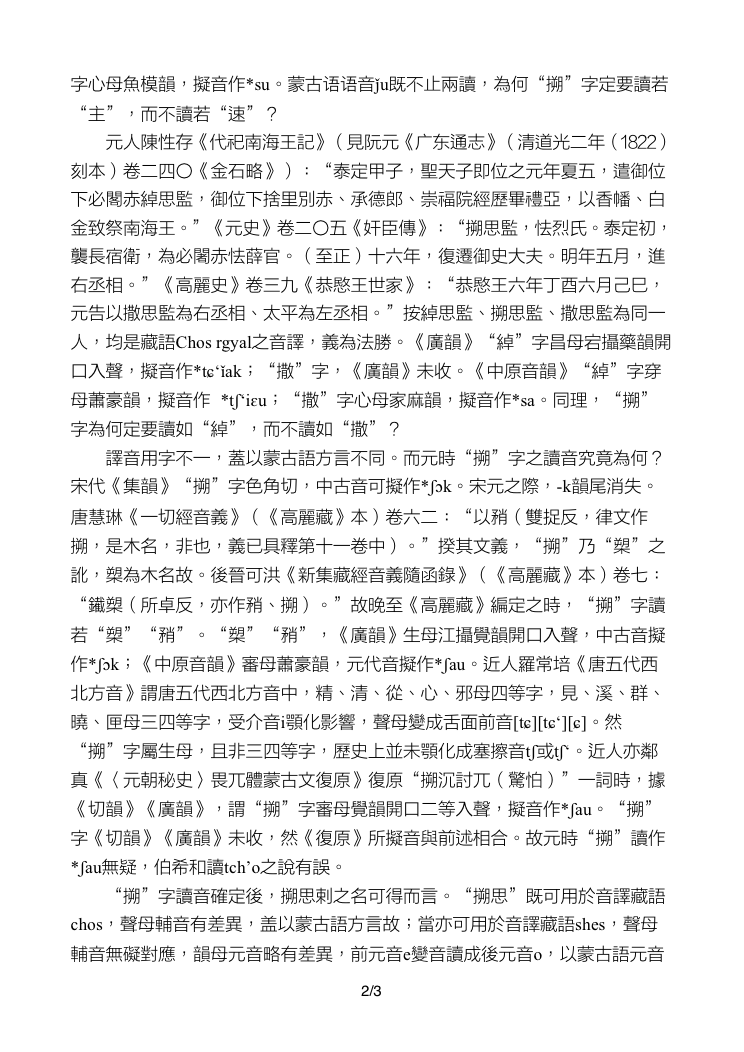 字心母魚模韻，擬音作*su。蒙古语语音ǰu既不止兩讀，為何“搠”字定要讀若
“主”，而不讀若“速”？
元人陳性存《代祀南海王記》（見阮元《广东通志》（清道光二年（1822）
刻本）卷二四〇《金石略》）：“泰定甲子，聖天子即位之元年夏五，遣御位
下必闍赤綽思監，御位下捨里別赤、承德郎、崇福院經歷畢禮亞，以香幡、白
金致祭南海王。”《元史》卷二〇五《奸臣傳》：“搠思監，怯烈氏。泰定初，
襲長宿衛，為必闍赤怯薛官。（至正）十六年，復遷御史大夫。明年五月，進
右丞相。”《高麗史》卷三九《恭愍王世家》：“恭愍王六年丁酉六月己巳，
元告以撒思監為右丞相、太平為左丞相。”按綽思監、搠思監、撒思監為同一
人，均是藏語Chos rgyal之音譯，義為法勝。《廣韻》“綽”字昌母宕攝藥韻開
口入聲，擬音作*tɕ‘ĭak；“撒”字，《廣韻》未收。《中原音韻》“綽”字穿
母蕭豪韻，擬音作 *tʃ‘iɛu；“撒”字心母家麻韻，擬音作*sa。同理，“搠”
字為何定要讀如“綽”，而不讀如“撒”？
譯音用字不一，蓋以蒙古語方言不同。而元時“搠”字之讀音究竟為何？
宋代《集韻》“搠”字色角切，中古音可擬作*ʃɔk。宋元之際，-k韻尾消失。
唐慧琳《一切經音義》（《高麗藏》本）卷六二：“以矟（雙捉反，律文作
搠，是木名，非也，義已具釋第十一卷中）。”揆其文義，“搠”乃“槊”之
訛，槊為木名故。後晉可洪《新集藏經音義隨函錄》（《高麗藏》本）卷七：
“鑯槊（所卓反，亦作矟、搠）。”故晚至《高麗藏》編定之時，“搠”字讀
若“槊”“矟”。“槊”“矟”，《廣韻》生母江攝覺韻開口入聲，中古音擬
作*ʃɔk；《中原音韻》審母蕭豪韻，元代音擬作*ʃau。近人羅常培《唐五代西
北方音》謂唐五代西北方音中，精、清、從、心、邪母四等字，見、溪、群、
曉、匣母三四等字，受介音i顎化影響，聲母變成舌面前音[tɕ][tɕ‘][ɕ]。然
“搠”字屬生母，且非三四等字，歷史上並未顎化成塞擦音tʃ或tʃ‘。近人亦鄰
真《〈元朝秘史〉畏兀體蒙古文復原》復原“搠沉討兀（驚怕）”一詞時，據
《切韻》《廣韻》，謂“搠”字審母覺韻開口二等入聲，擬音作*ʃau。“搠”
字《切韻》《廣韻》未收，然《復原》所擬音與前述相合。故元時“搠”讀作
*ʃau無疑，伯希和讀tch’o之說有誤。
“搠”字讀音確定後，搠思剌之名可得而言。“搠思”既可用於音譯藏語
chos，聲母輔音有差異，盖以蒙古語方言故；當亦可用於音譯藏語shes，聲母
輔音無礙對應，韻母元音略有差異，前元音e變音讀成後元音o，以蒙古語元音
2/3